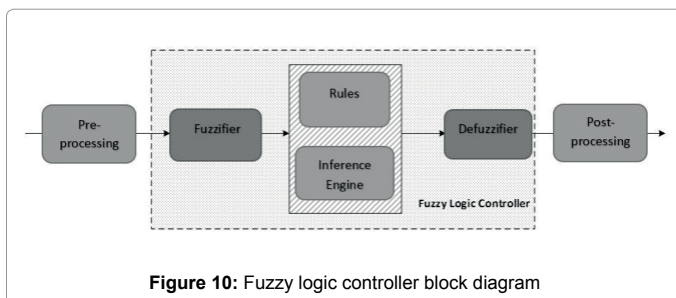 Pre-
processing
Fuzzifier
Rules
Inference
Engine
Defuzzifier
Post-
processing
Fuzzy Logic Controller
Figure 10: Fuzzy logic controller block diagram